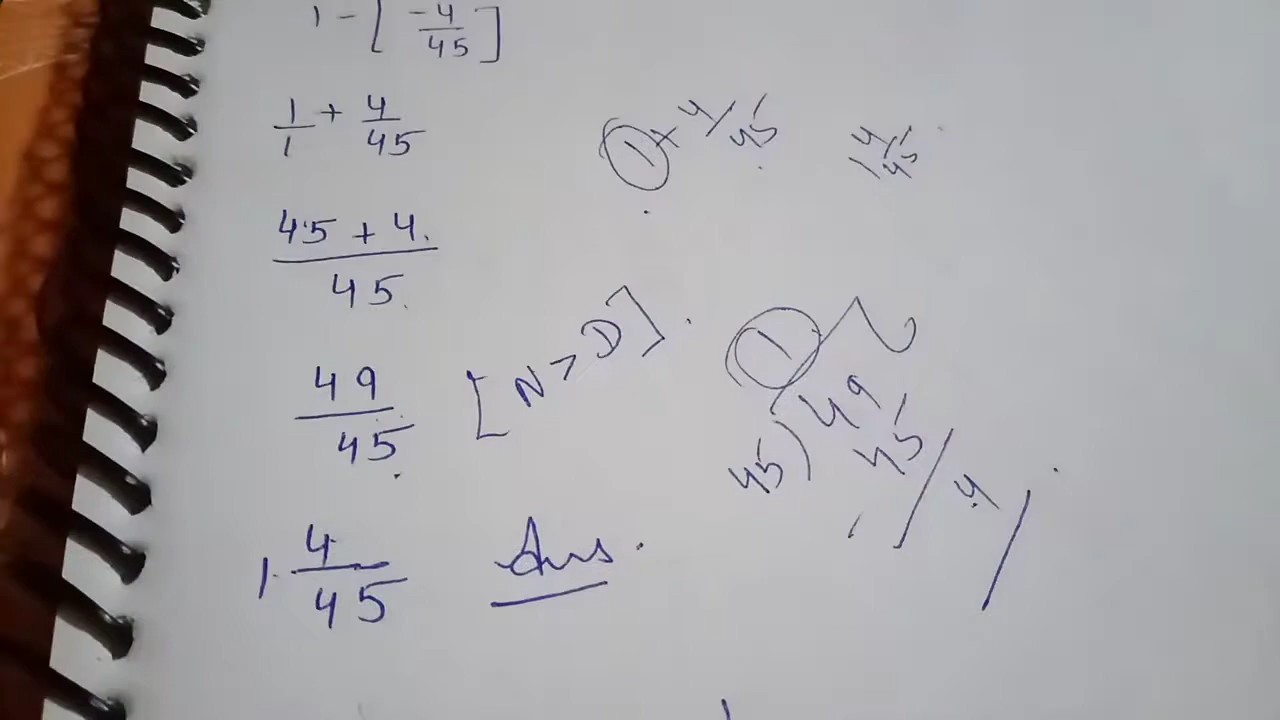 1 - [ -4/45 ]
1/1 + 4/45
1 + 4/45
1 4/45
45 + 4 / 45
49/45 [N > D]
1
45) 49
45
4
1 4/45 Ans.